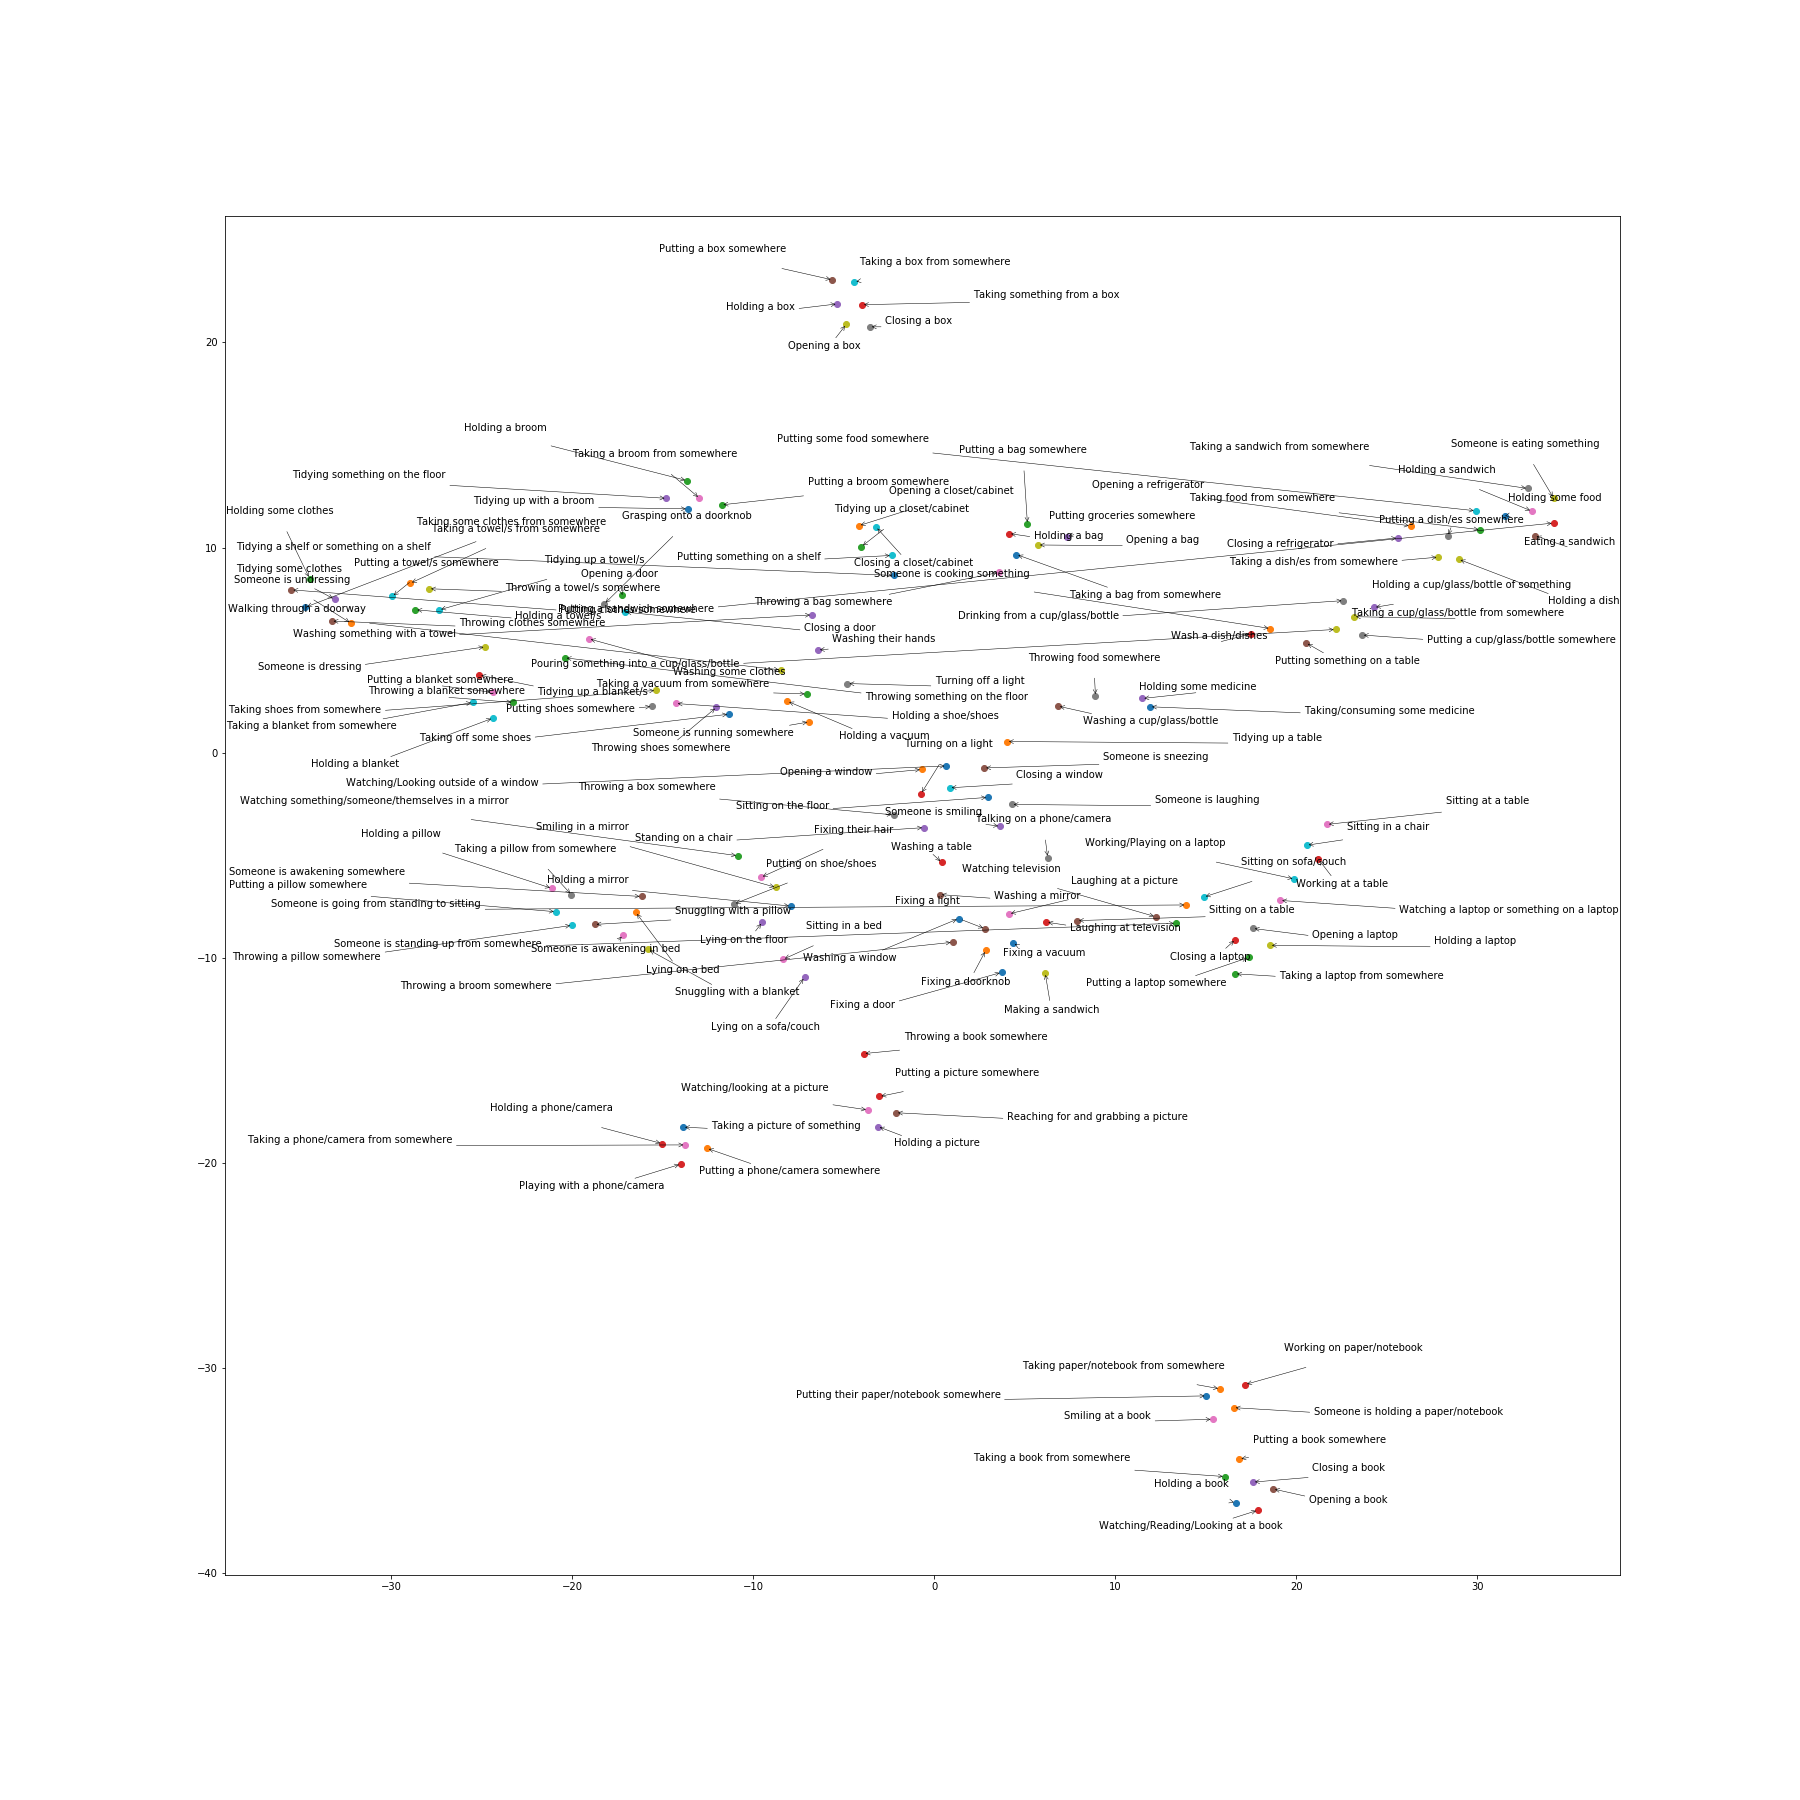 Putting a box somewhere
Taking a box from somewhere
Taking something from a box
Holding a box
Closing a box
20
Opening a box
Holding a broom
Putting some food somewhere
Someone is eating something
Taking a sandwich from somewhere
Putting a bag somewhere
Taking a broom from somewhere
Holding a sandwich
Tidying something on the floor
Putting a broom somewhere
Opening a refrigerator
Opening a closet/cabinet
Taking food from somewhere
Holding some food
Tidying up with a broom
Tidying up a closet/cabinet
Holding some clothes
Grasping onto a doorknob
Putting groceries somewhere
Putting a dish/es somewhere
Taking some clothes from somewhere
Taking a towel/s from somewhere
Holding a bag
Opening a bag
Closing a refrigerator
Eating a sandwich
10
Tidying a shelf or something on a shelf
Putting something on a shelf
Tidying up a towel/s
Putting a towel/s somewhere
Closing a closet/cabinet
Taking a dish/es from somewhere
Tidying some clothes
Opening a door
Someone is cooking something
Someone is undressing
Holding a cup/glass/bottle of something
Throwing a towel/s somewhere
Taking a bag from somewhere
Throwing a bag somewhere
Holding a dish
Walking through a doorway
Putting a sandwich somewhere
Putting clothes somewhere
Holding a towel/s
Drinking from a cup/glass/bottle
Taking a cup/glass/bottle from somewhere
Throwing clothes somewhere
Closing a door
Washing something with a towel
Washing their hands
Wash a dish/dishes
Putting a cup/glass/bottle somewhere
Throwing food somewhere
Putting something on a table
Someone is dressing
Pouring something into a cup/glass/bottle
Washing some clothes
Putting a blanket somewhere
Turning off a light
Taking a vacuum from somewhere
Holding some medicine
Throwing a blanket somewhere
Tidying up a blanket/s
Throwing something on the floor
Taking shoes from somewhere
Putting shoes somewhere
Taking/consuming some medicine
Holding a shoe/shoes
Washing a cup/glass/bottle
Taking a blanket from somewhere
Someone is running somewhere
Taking off some shoes
Holding a vacuum
Tidying up a table
Turning on a light
Throwing shoes somewhere
0
Someone is sneezing
Holding a blanket
Opening a window
Closing a window
Watching/Looking outside of a window
Throwing a box somewhere
Watching something/someone/themselves in a mirror
Someone is laughing
Sitting at a table
Sitting on the floor
Someone is smiling
Talking on a phone/camera
Smiling in a mirror
Fixing their hair
Sitting in a chair
Holding a pillow
Standing on a chair
Working/Playing on a laptop
Taking a pillow from somewhere
Washing a table
Putting on shoe/shoes
Sitting on sofa/couch
Someone is awakening somewhere
Watching television
Holding a mirror
Laughing at a picture
Putting a pillow somewhere
Working at a table
Washing a mirror
Fixing a light
Someone is going from standing to sitting
Snuggling with a pillow
Sitting on a table
Watching a laptop or something on a laptop
Sitting in a bed
Laughing at television
Opening a laptop
Lying on the floor
Holding a laptop
Someone is standing up from somewhere
Someone is awakening in bed
Throwing a pillow somewhere
Washing a window
Fixing a vacuum
Closing a laptop
−10
Lying on a bed
Taking a laptop from somewhere
Throwing a broom somewhere
Fixing a doorknob
Putting a laptop somewhere
Snuggling with a blanket
Fixing a door
Making a sandwich
Lying on a sofa/couch
Throwing a book somewhere
Putting a picture somewhere
Watching/looking at a picture
Holding a phone/camera
Reaching for and grabbing a picture
Taking a picture of something
Taking a phone/camera from somewhere
Holding a picture
−20
Putting a phone/camera somewhere
Playing with a phone/camera
Working on paper/notebook
Taking paper/notebook from somewhere
−30
Putting their paper/notebook somewhere
Smiling at a book
Someone is holding a paper/notebook
Putting a book somewhere
Taking a book from somewhere
Closing a book
Holding a book
Opening a book
Watching/Reading/Looking at a book
−40
−30 −20 −10 0 10 20 30